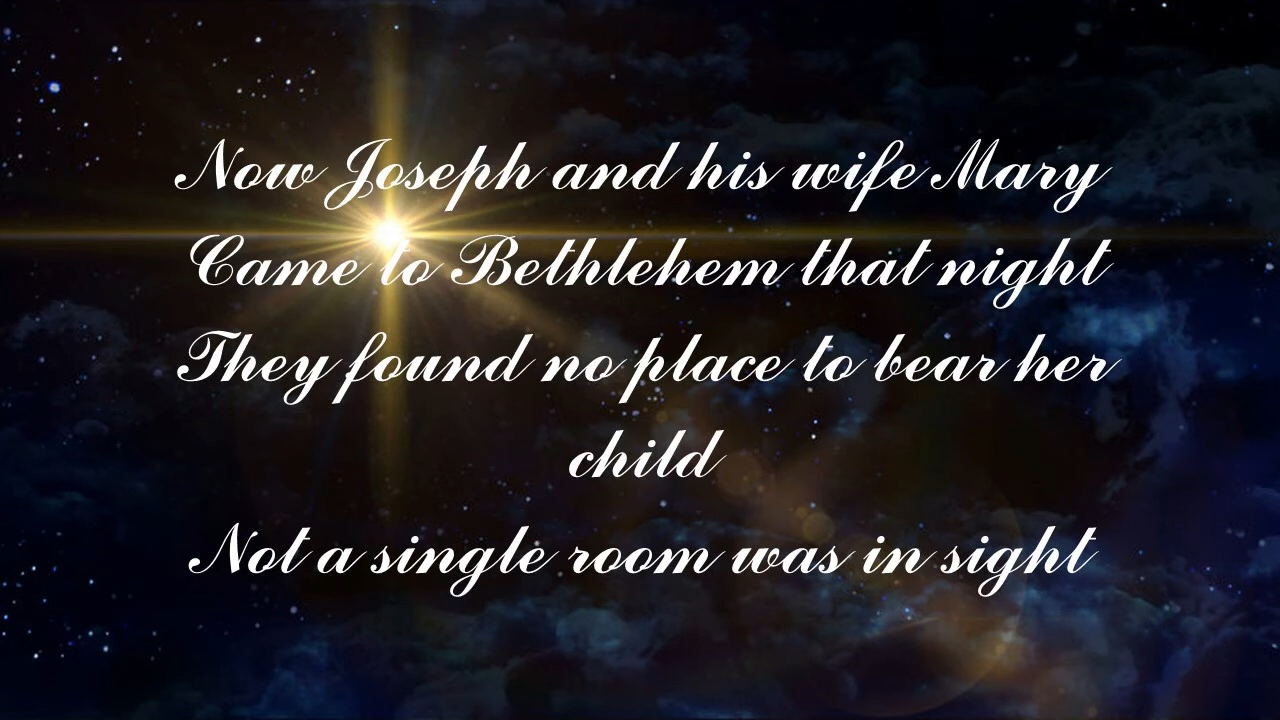 Now Joseph and his wife Mary
Came to Bethlehem that night
They found no place to bear her
child
Not a single room was in sight